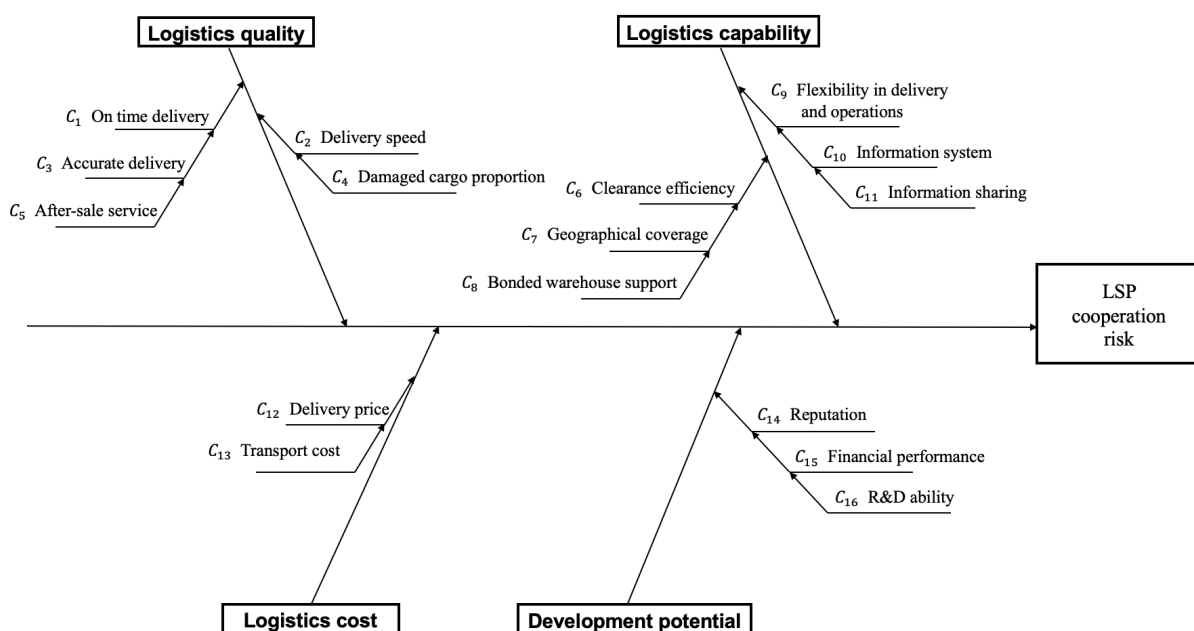 Logistics quality
C₁ On time delivery
C₃ Accurate delivery
C₅ After-sale service
C₂ Delivery speed
C₄ Damaged cargo proportion
Logistics capability
C₉ Flexibility in delivery
and operations
C₁₀ Information system
C₁₁ Information sharing
C₆ Clearance efficiency
C₇ Geographical coverage
C₈ Bonded warehouse support
LSP
cooperation
risk
C₁₂ Delivery price
C₁₃ Transport cost
Logistics cost
C₁₄ Reputation
C₁₅ Financial performance
C₁₆ R&D ability
Development potential